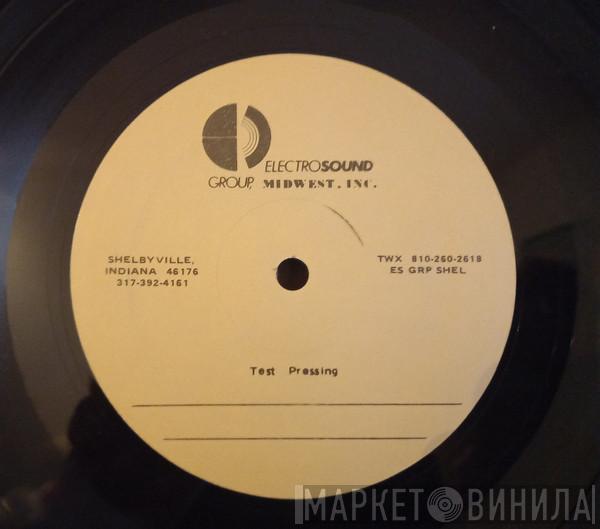 ELECTROSOUND
GROUP, MIDWEST, INC.
SHELBYVILLE,
INDIANA 46176
317-392-4161
TWX 810-260-2618
ES GRP SHEL
Test Pressing
МАРКЕТ ВИНИЛА